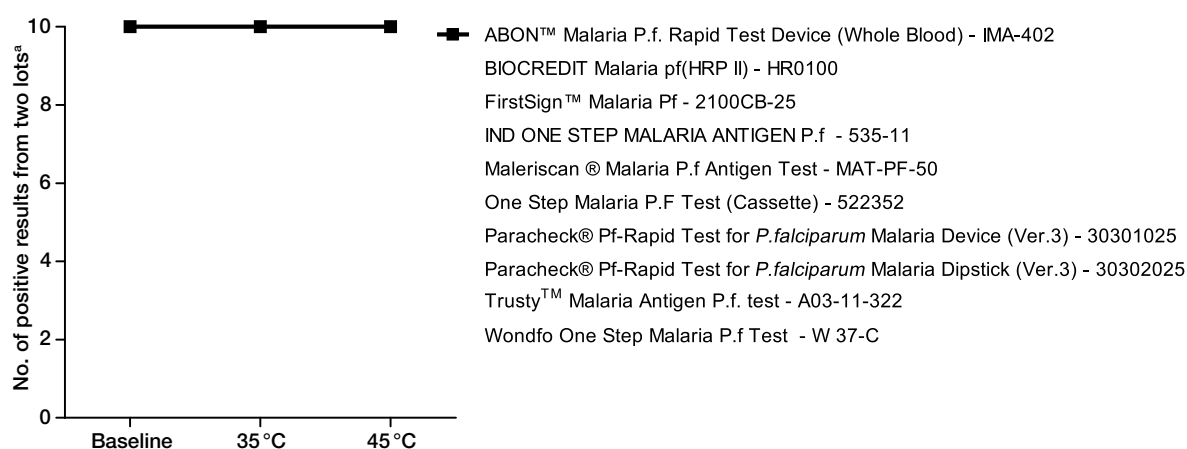 No. of positive results from two lotsᵃ
10
8
6
4
2
0
Baseline 35°C 45°C
ABON™ Malaria P.f. Rapid Test Device (Whole Blood) - IMA-402
BIOCREDIT Malaria pf(HRP II) - HR0100
FirstSign™ Malaria Pf - 2100CB-25
IND ONE STEP MALARIA ANTIGEN P.f - 535-11
Maleriscan ® Malaria P.f Antigen Test - MAT-PF-50
One Step Malaria P.F Test (Cassette) - 522352
Paracheck® Pf-Rapid Test for P.falciparum Malaria Device (Ver.3) - 30301025
Paracheck® Pf-Rapid Test for P.falciparum Malaria Dipstick (Ver.3) - 30302025
Trusty™ Malaria Antigen P.f. test - A03-11-322
Wondfo One Step Malaria P.f Test - W 37-C